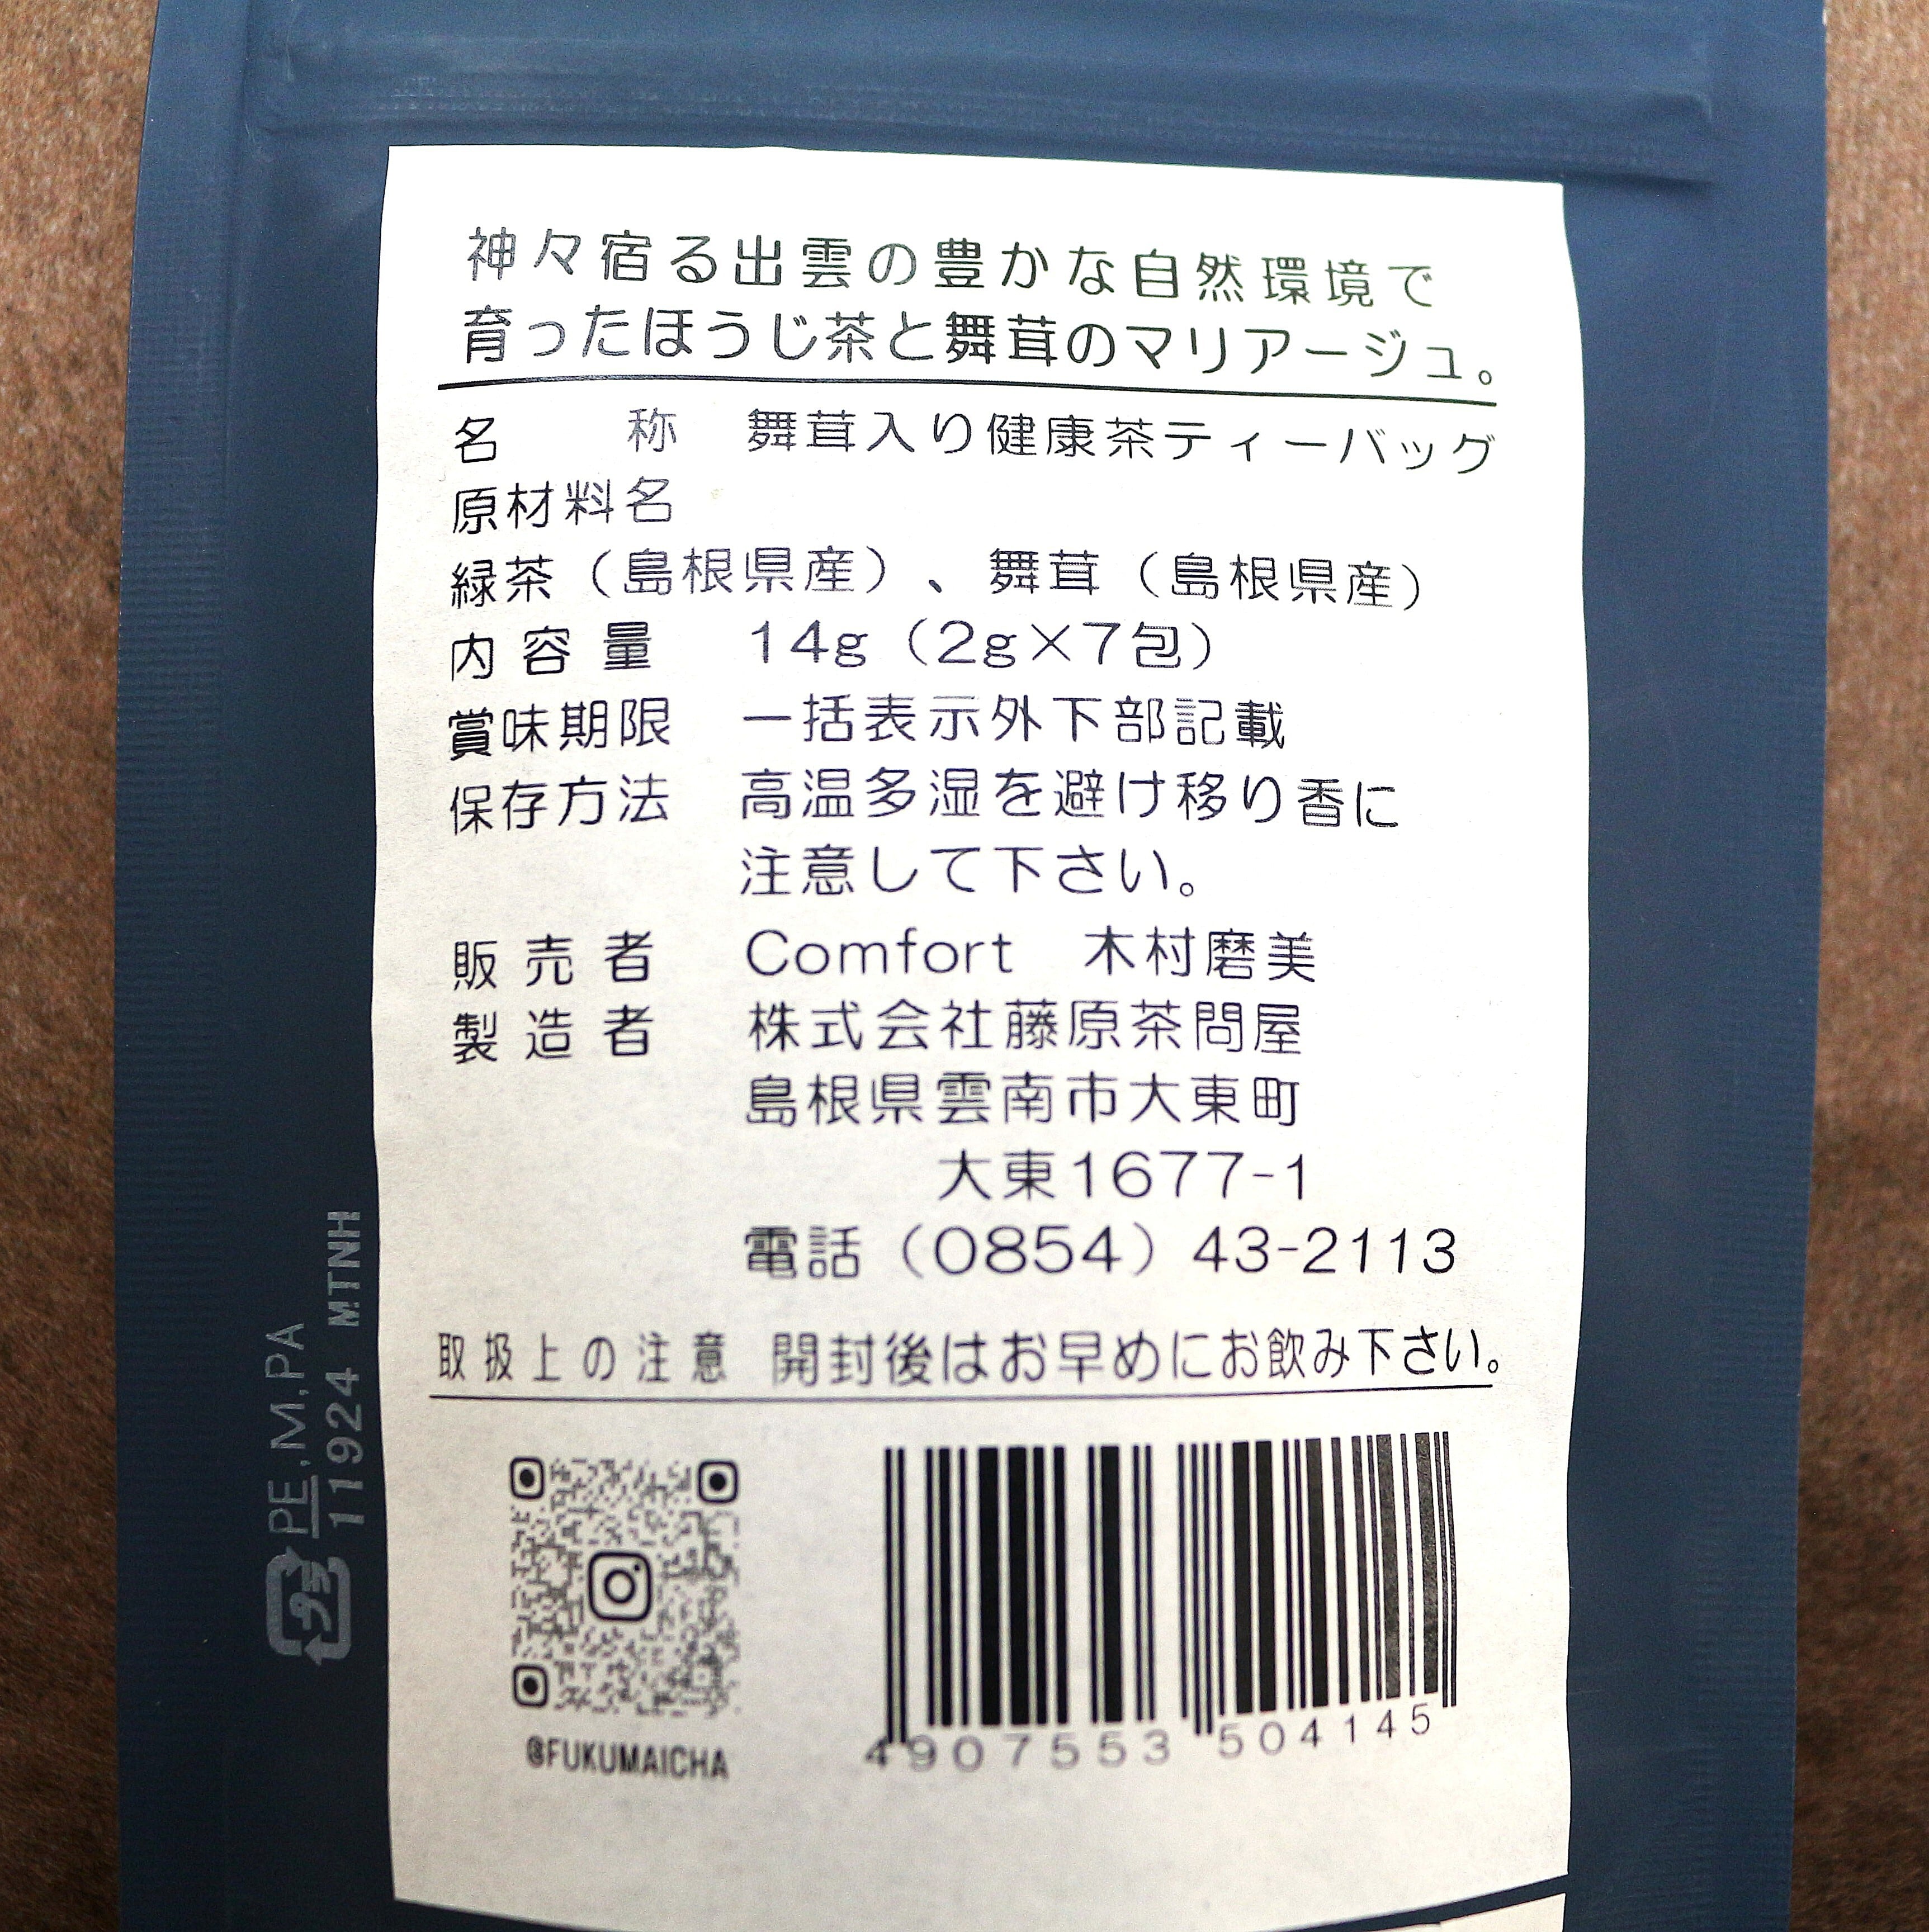 神々宿る出雲の豊かな自然環境で
育ったほうじ茶と舞茸のマリアージュ。
名　　称　舞茸入り健康茶ティーバッグ
原材料名
緑茶（島根県産）、舞茸（島根県産）
内容量　14g（2g×7包）
賞味期限　一括表示外下部記載
保存方法　高温多湿を避け移り香に
注意して下さい。
販売者　Comfort　木村磨美
製造者　株式会社藤原茶問屋
島根県雲南市大東町
大東1677-1
電話（0854）43-2113
取扱上の注意　開封後はお早めにお飲み下さい。
@FUKUMAICHA
4907553504145
プラ PE,M,PA
11924 MTNH